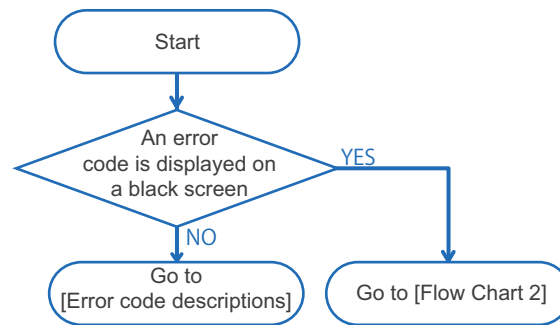 Start
An error
code is displayed on
a black screen
YES
NO
Go to
[Error code descriptions]
Go to [Flow Chart 2]